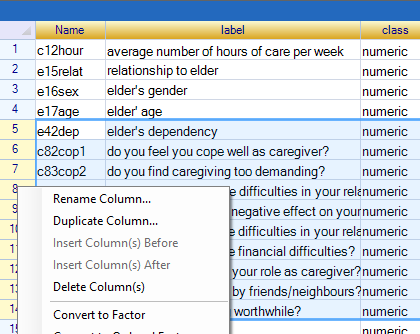 Name label class
1 c12hour average number of hours of care per week numeric
2 e15relat relationship to elder numeric
3 e16sex elder's gender numeric
4 e17age elder' age numeric
5 e42dep elder's dependency numeric
6 c82cop1 do you feel you cope well as caregiver? numeric
7 c83cop2 do you find caregiving too demanding? numeric
8 e difficulties in your rela numeric
Rename Column...
9 negative effect on your numeric
Duplicate Column...
10 e difficulties in your rela numeric
Insert Column(s) Before
11 e financial difficulties? numeric
Insert Column(s) After
12 your role as caregiver? numeric
Delete Column(s)
13 by friends/neighbours? numeric
Convert to Factor
14 worthwhile? numeric
15